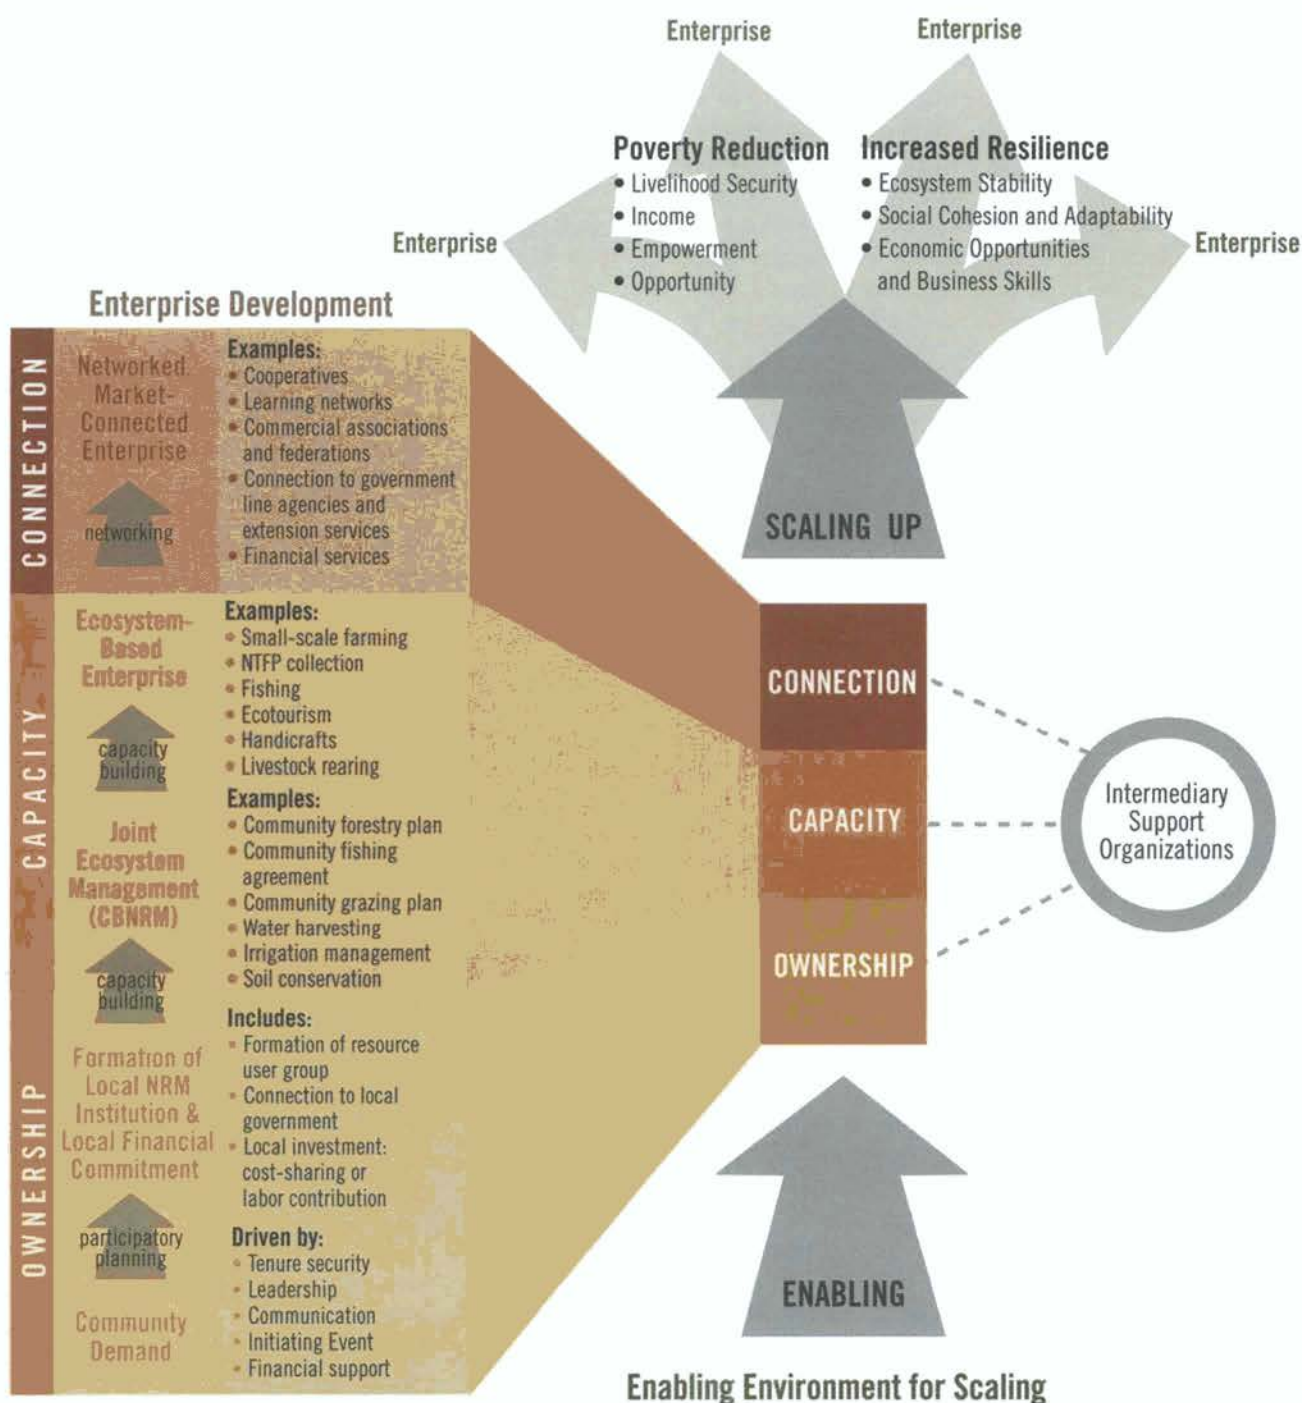 Enterprise
Enterprise
Poverty Reduction
• Livelihood Security
• Income
• Empowerment
• Opportunity
Increased Resilience
• Ecosystem Stability
• Social Cohesion and Adaptability
• Economic Opportunities
and Business Skills
Enterprise
Enterprise
SCALING UP
Enterprise Development
CONNECTION
Networked,
Market-
Connected
Enterprise
networking
Examples:
• Cooperatives
• Learning networks
• Commercial associations
and federations
• Connection to government
line agencies and
extension services
• Financial services
CAPACITY
Ecosystem-
Based
Enterprise
capacity
building
Examples:
• Small-scale farming
• NTFP collection
• Fishing
• Ecotourism
• Handicrafts
• Livestock rearing
Joint
Ecosystem
Management
(CBNRM)
capacity
building
Examples:
• Community forestry plan
• Community fishing
agreement
• Community grazing plan
• Water harvesting
• Irrigation management
• Soil conservation
OWNERSHIP
Formation of
Local NRM
Institution &
Local Financial
Commitment
participatory
planning
Includes:
• Formation of resource
user group
• Connection to local
government
• Local investment:
cost-sharing or
labor contribution
Community
Demand
Driven by:
• Tenure security
• Leadership
• Communication
• Initiating Event
• Financial support
CONNECTION
CAPACITY
OWNERSHIP
Intermediary
Support
Organizations
ENABLING
Enabling Environment for Scaling